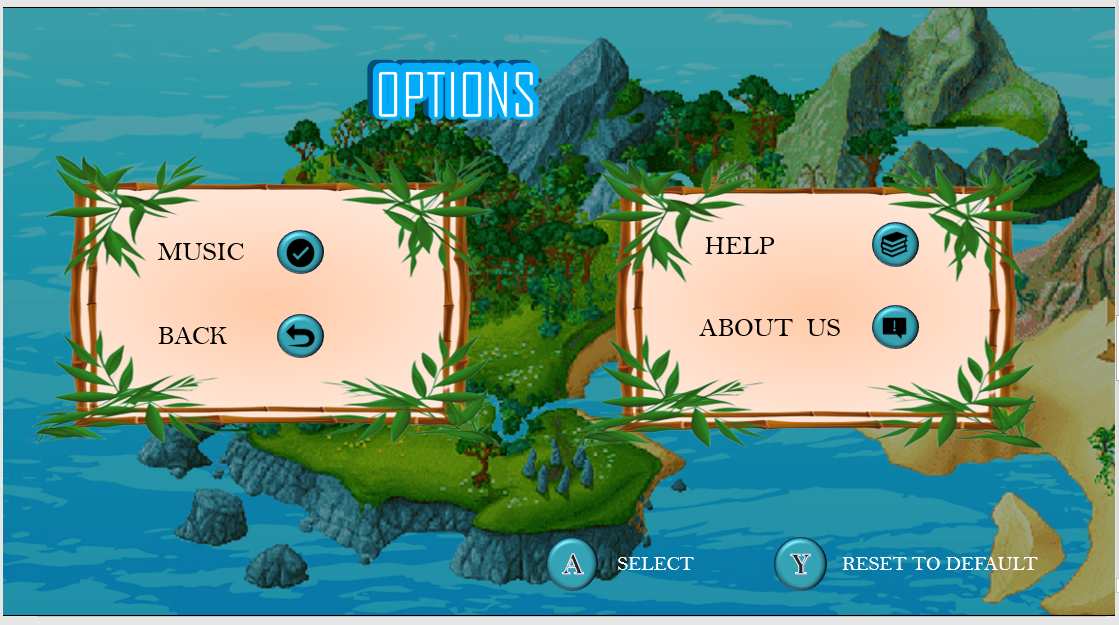 OPTIONS
MUSIC
BACK
HELP
ABOUT US
A SELECT
Y RESET TO DEFAULT